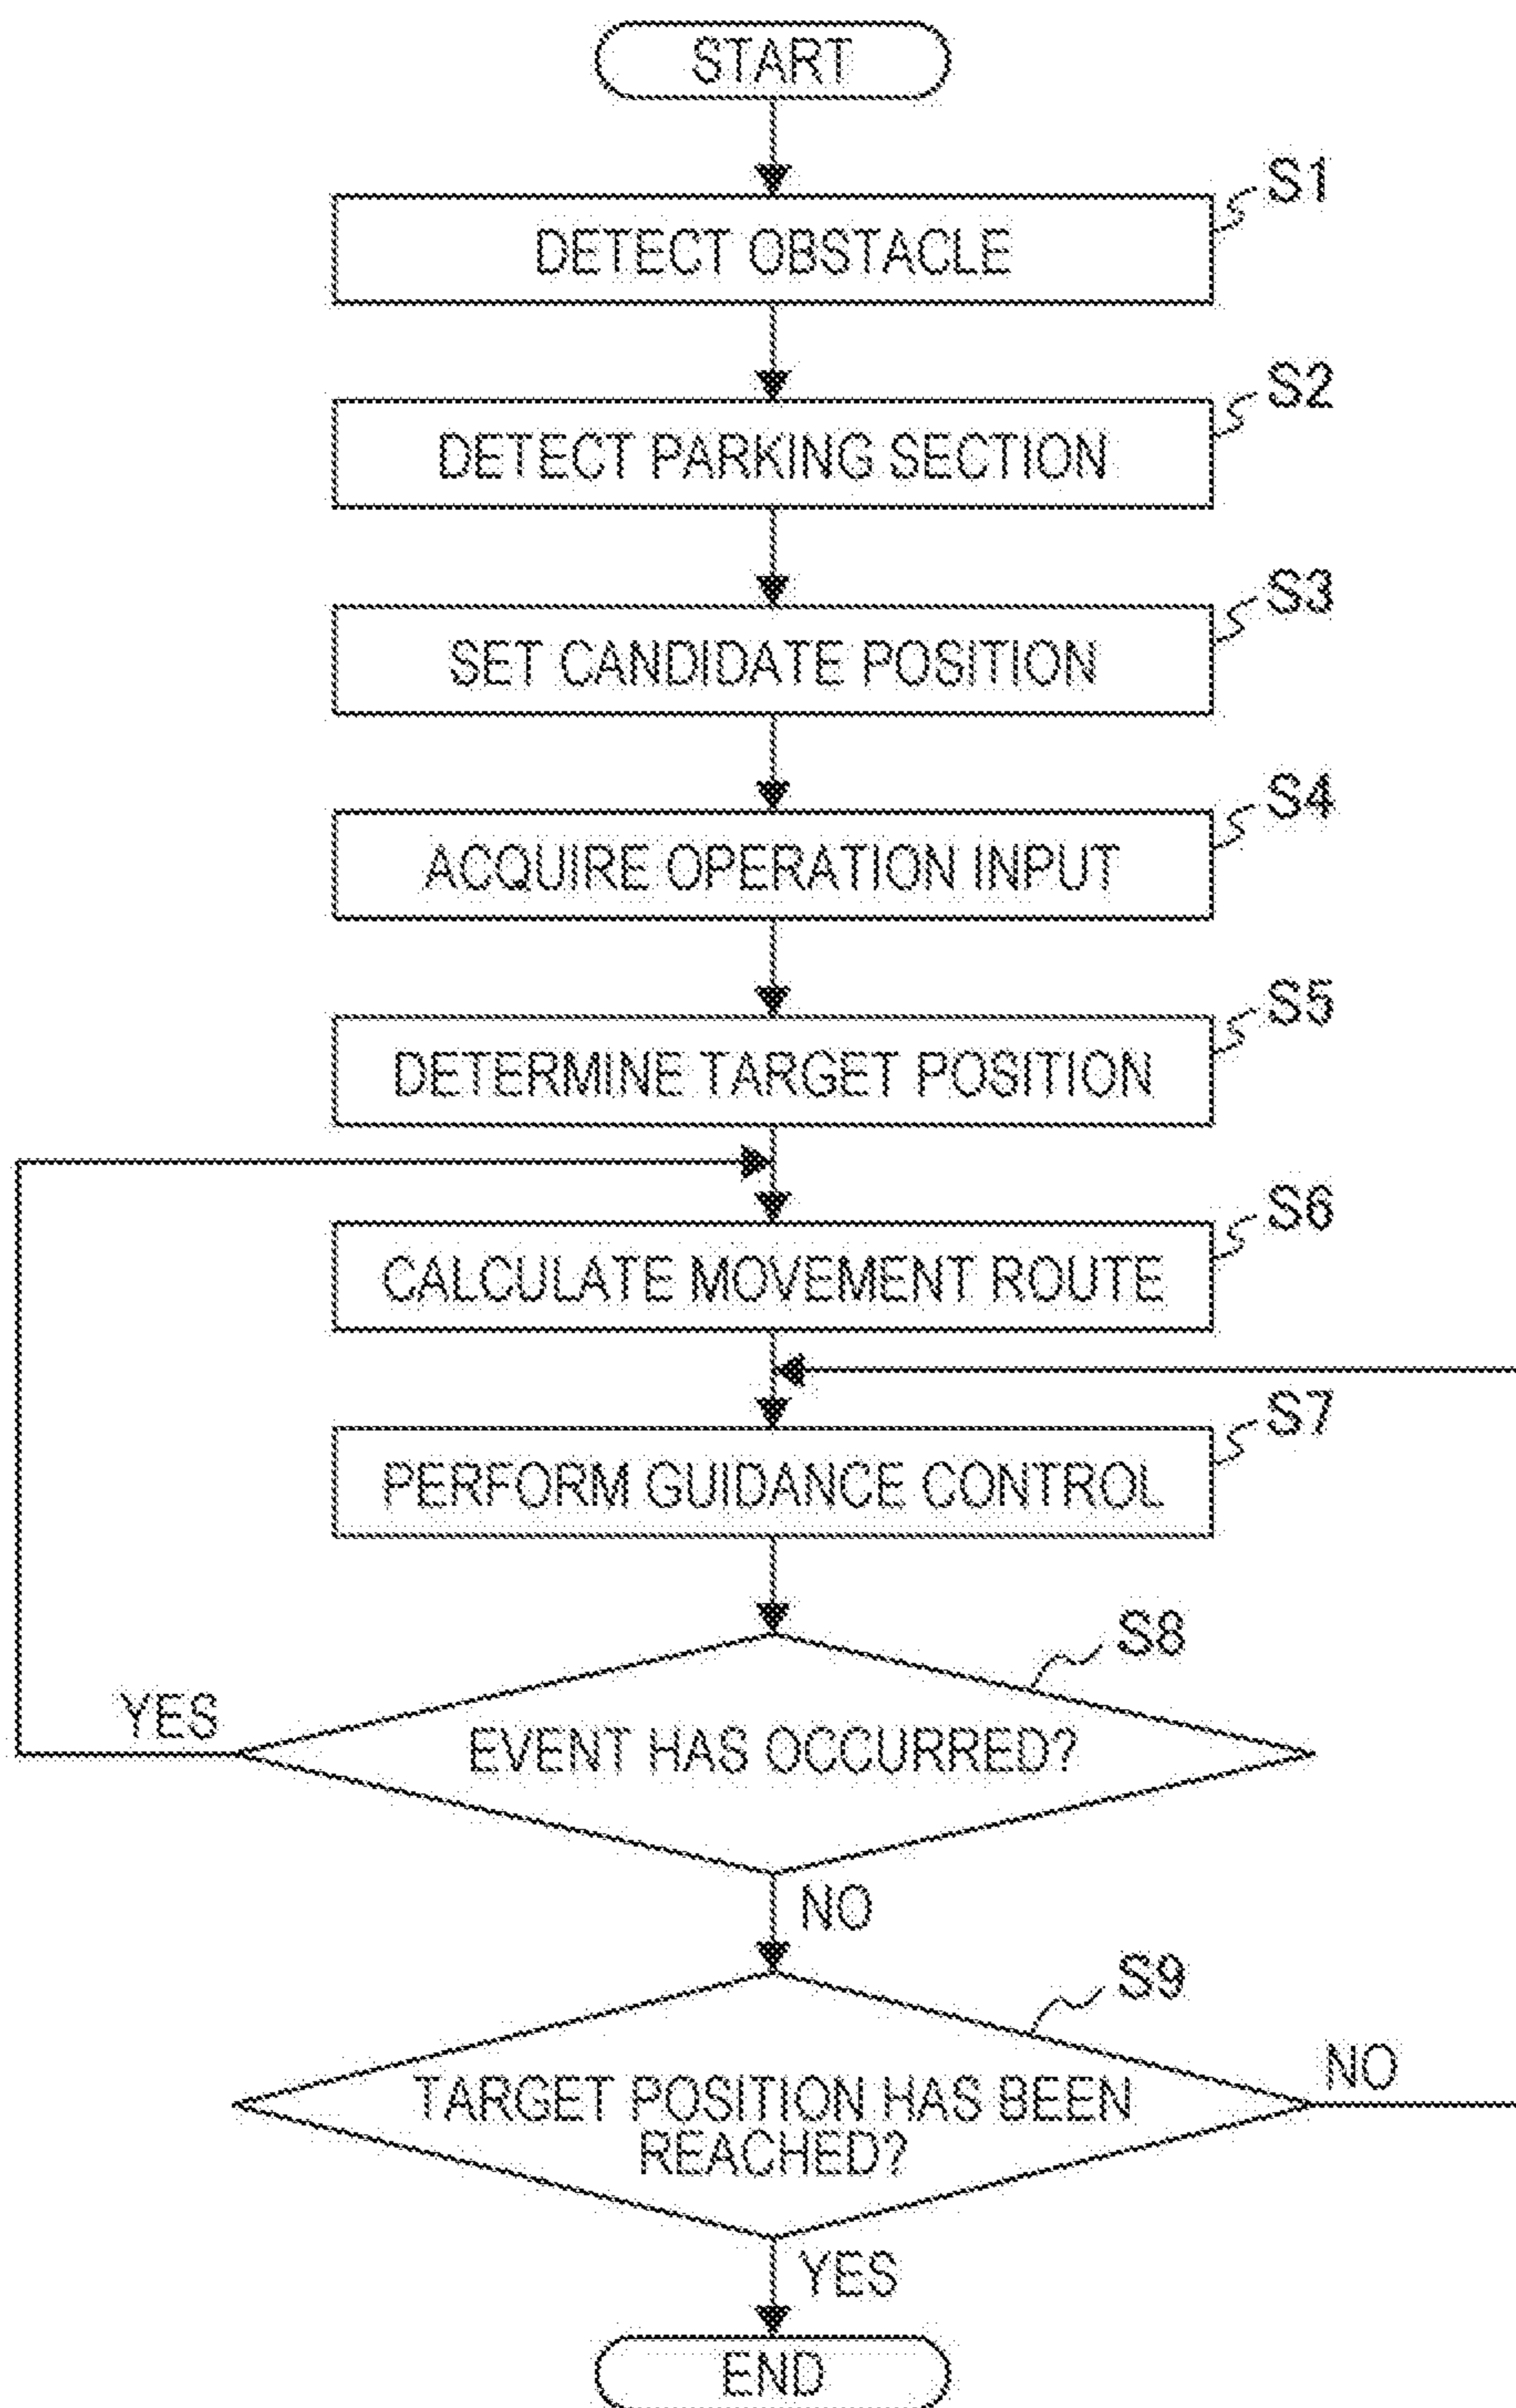 START
S1
DETECT OBSTACLE
S2
DETECT PARKING SECTION
S3
SET CANDIDATE POSITION
S4
ACQUIRE OPERATION INPUT
S5
DETERMINE TARGET POSITION
S6
CALCULATE MOVEMENT ROUTE
S7
PERFORM GUIDANCE CONTROL
S8
YES
EVENT HAS OCCURRED?
NO
S9
NO
TARGET POSITION HAS BEEN
REACHED?
YES
END